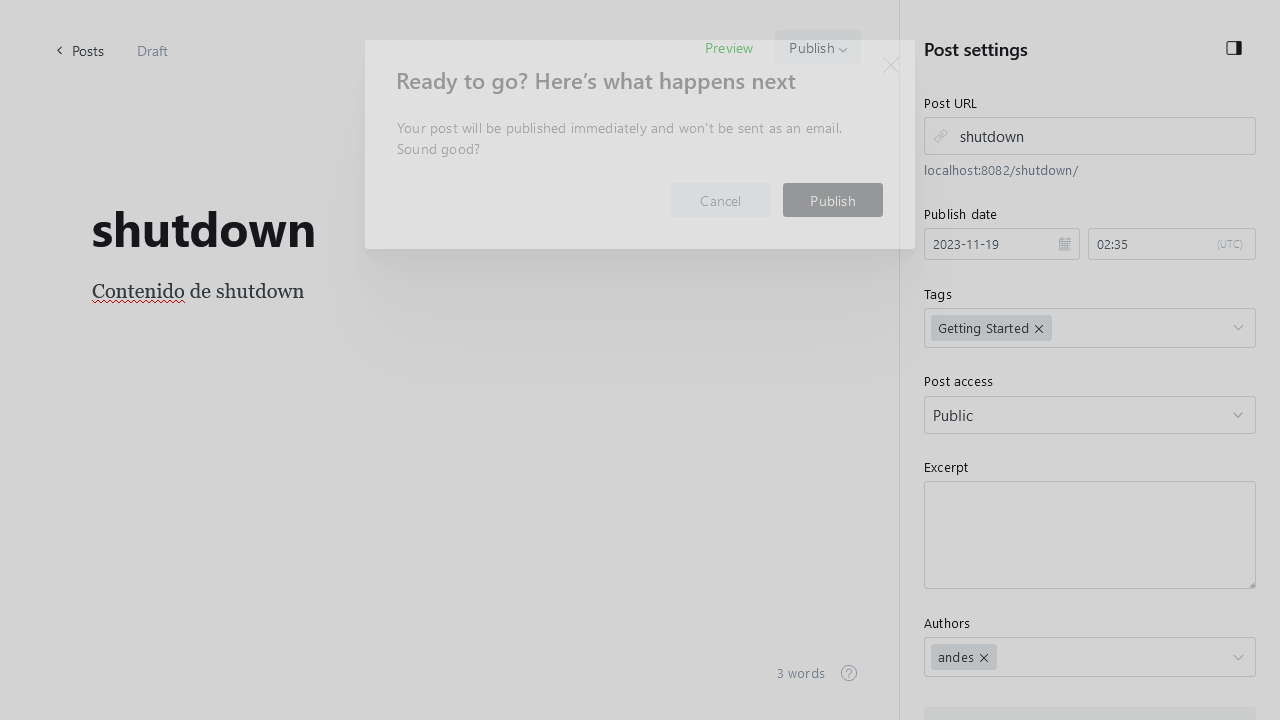 Posts
Draft
Preview
Publish
Ready to go? Here’s what happens next
Your post will be published immediately and won't be sent as an email.
Sound good?
Cancel
Publish
shutdown
Contenido de shutdown
3 words
Post settings
Post URL
shutdown
localhost:8082/shutdown/
Publish date
2023-11-19
02:35
(UTC)
Tags
Getting Started
Post access
Public
Excerpt
Authors
andes